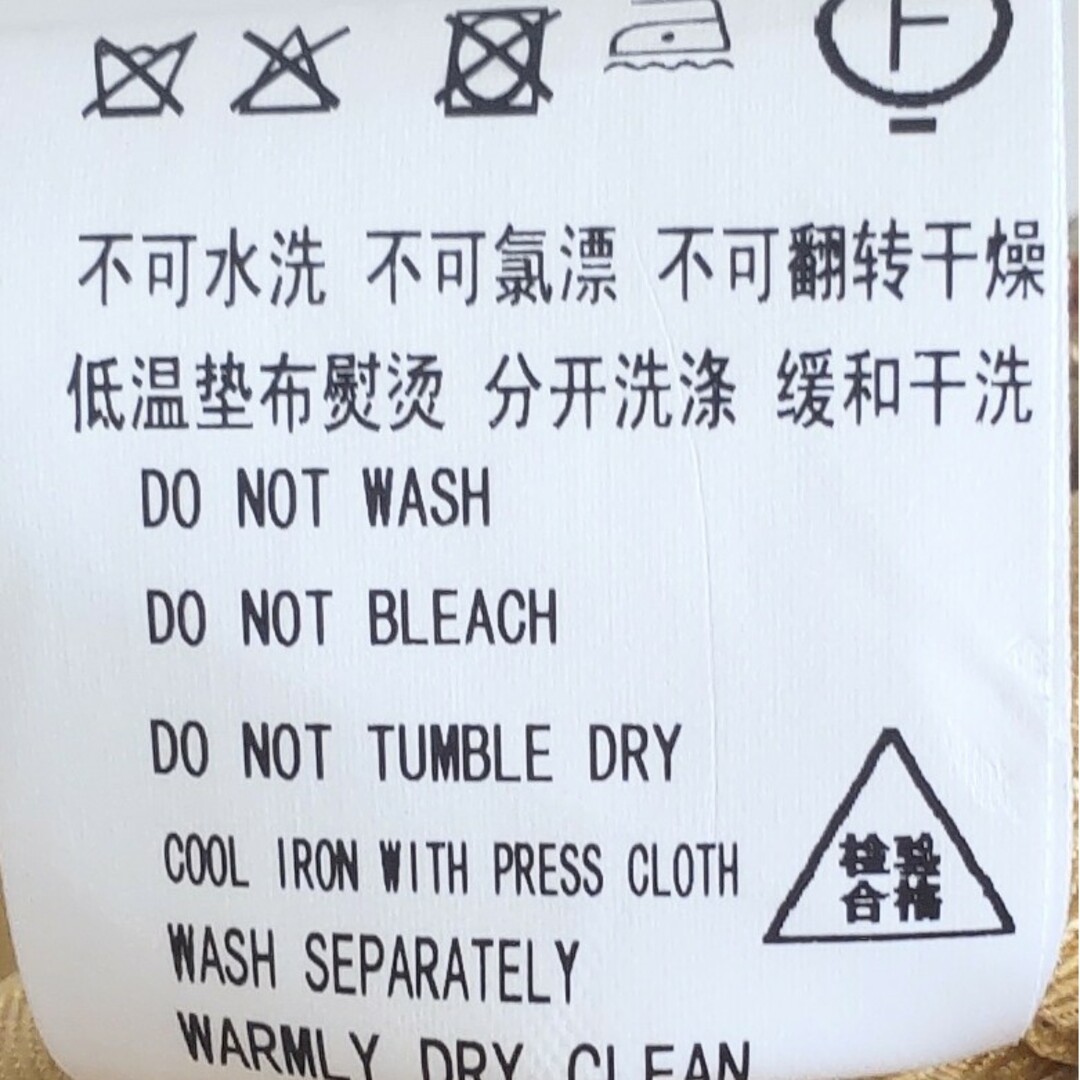 F
不可水洗 不可氯漂 不可翻转干燥
低温垫布熨烫 分开洗涤 缓和干洗
DO NOT WASH
DO NOT BLEACH
DO NOT TUMBLE DRY
COOL IRON WITH PRESS CLOTH
检验
合格
WASH SEPARATELY
WARMLY DRY CLEAN